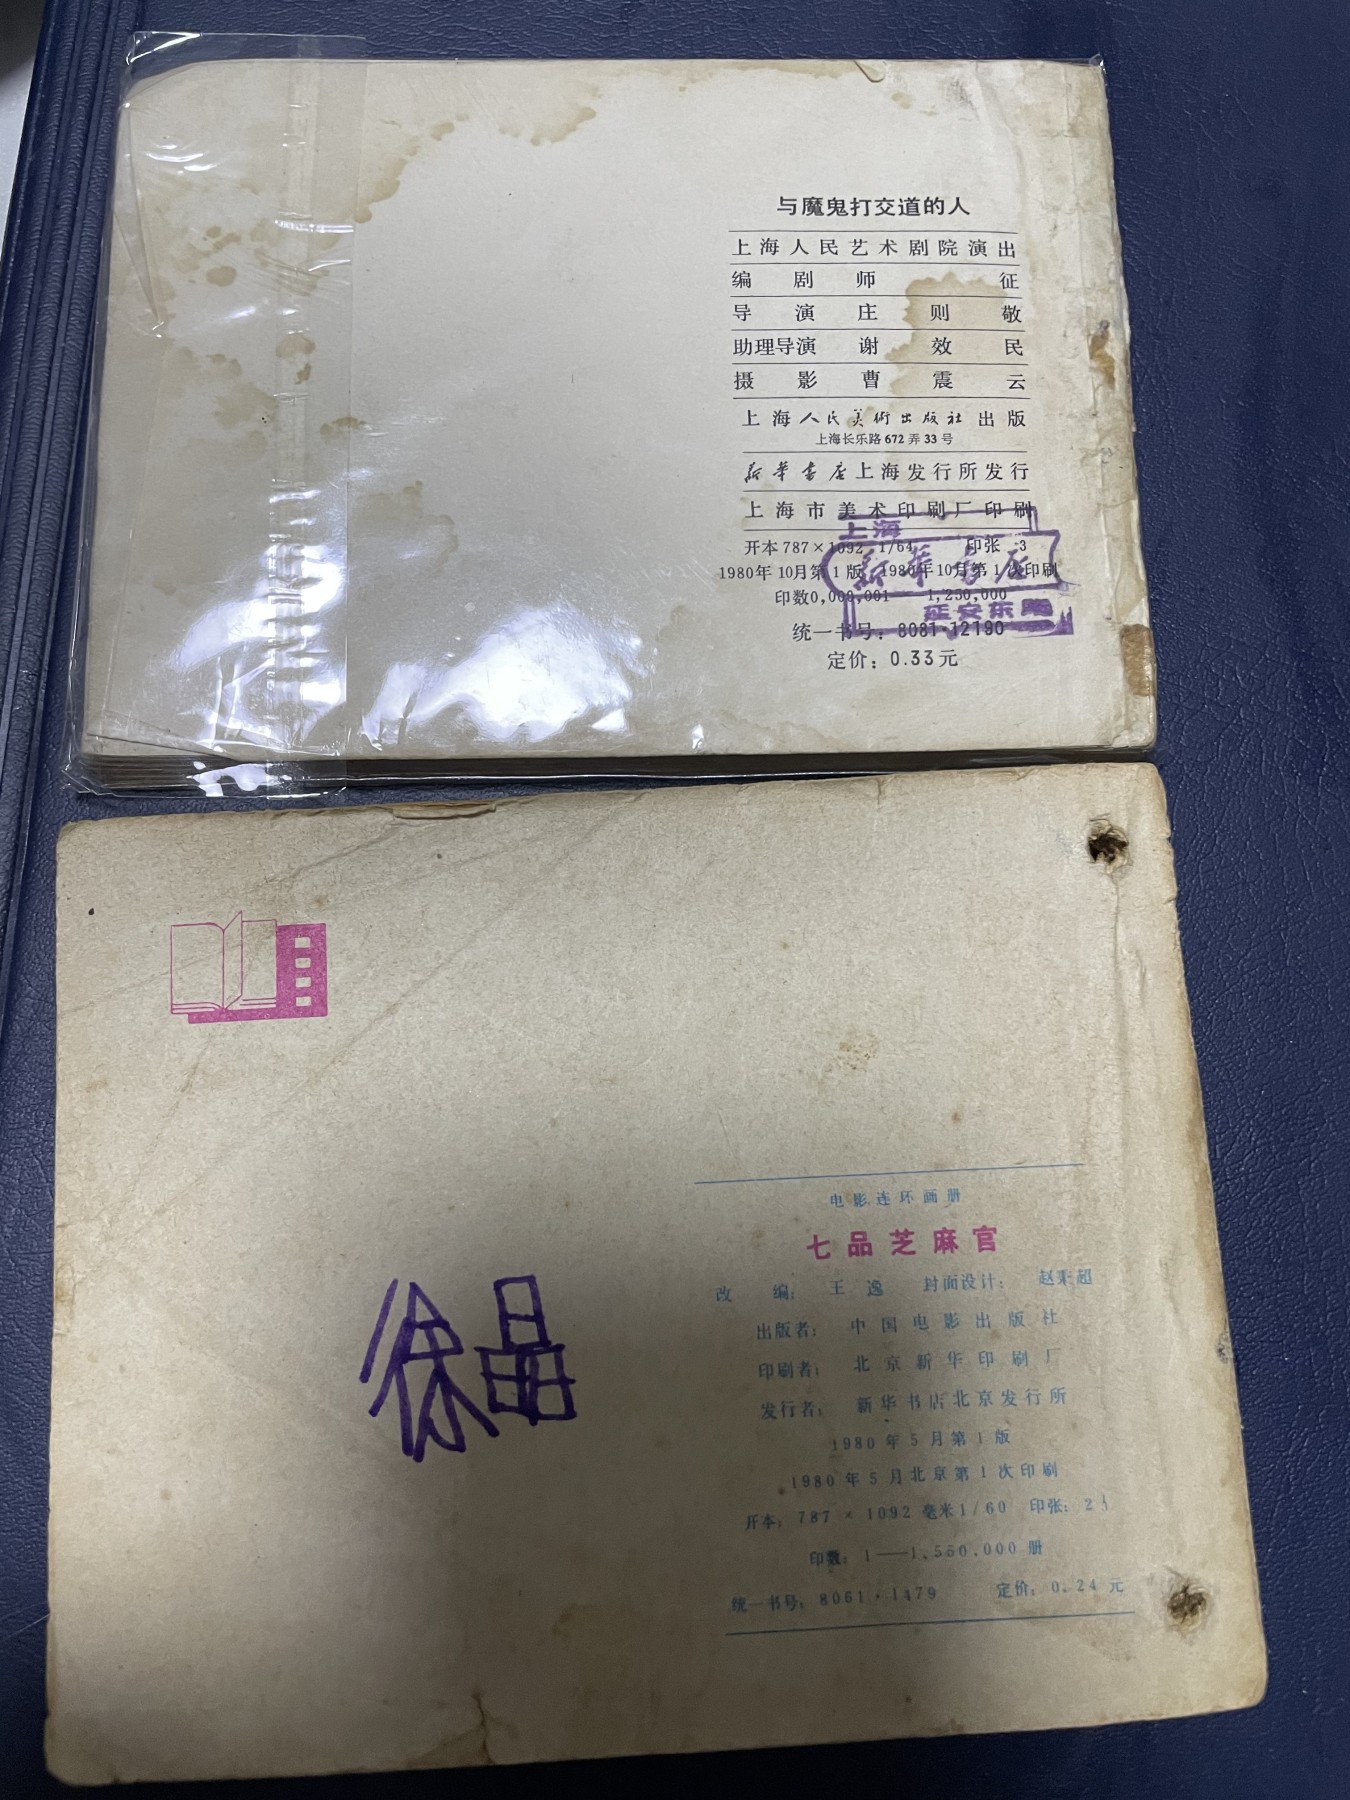 与魔鬼打交道的人
上海人民艺术剧院演出
编剧 师征
导演 庄则敬
助理导演 谢效民
摄影 曹震云
上海人民美術出版社出版
上海长乐路672弄33号
新華書店上海发行所发行
上海市美术印刷厂印刷
开本787×1092 1/64 印张 3
1980年10月第1版 1980年10月第1次印刷
印数0,000,001—1,250,000
统一书号：8081·12190
定价：0.33元
上海
新華書店
延安东路
电影连环画册
七品芝麻官
改编：王逸 封面设计：赵秉超
出版者：中国电影出版社
印刷者：北京新华印刷厂
发行者：新华书店北京发行所
1980年5月第1版
1980年5月北京第1次印刷
开本：787×1092毫米1/60 印张：2
印数：1—1,550,000册
统一书号：8061·1479 定价：0.24元
徐晶